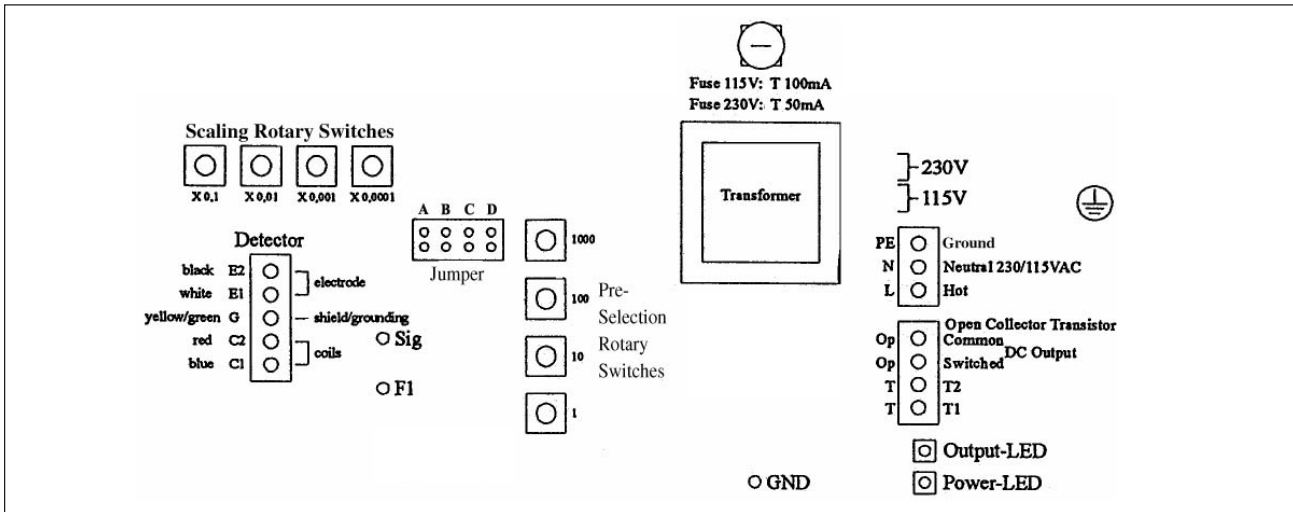 Fuse 115V: T 100mA
Fuse 230V: T 50mA
Scaling Rotary Switches
X 0,1 X 0,01 X 0,001 X 0,0001
Transformer
230V
115V
A B C D
Jumper
1000
100
10
1
Pre-
Selection
Rotary
Switches
Detector
black E2
white E1
electrode
yellow/green G shield/grounding
red C2
blue C1
coils
Sig
F1
PE Ground
N Neutral 230/115VAC
L Hot
Open Collector Transistor
Op Common
Op Switched
DC Output
T T2
T T1
Output-LED
Power-LED
GND